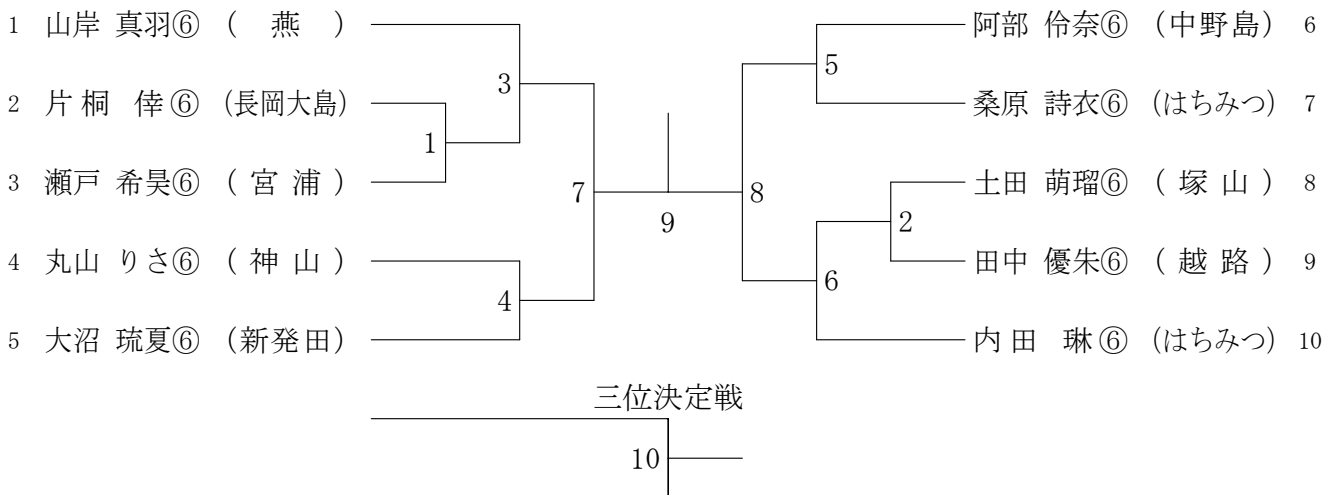 1 山岸 真羽⑥ ( 燕 )
2 片桐 倖⑥ (長岡大島)
3 瀬戸 希昊⑥ ( 宮浦 )
4 丸山 りさ⑥ ( 神山 )
5 大沼 琉夏⑥ (新発田)
1
3
4
7
9
8
5
2
6
阿部 伶奈⑥ (中野島) 6
桑原 詩衣⑥ (はちみつ) 7
土田 萌瑠⑥ ( 塚山 ) 8
田中 優朱⑥ ( 越路 ) 9
内田 琳⑥ (はちみつ) 10
三位決定戦
10